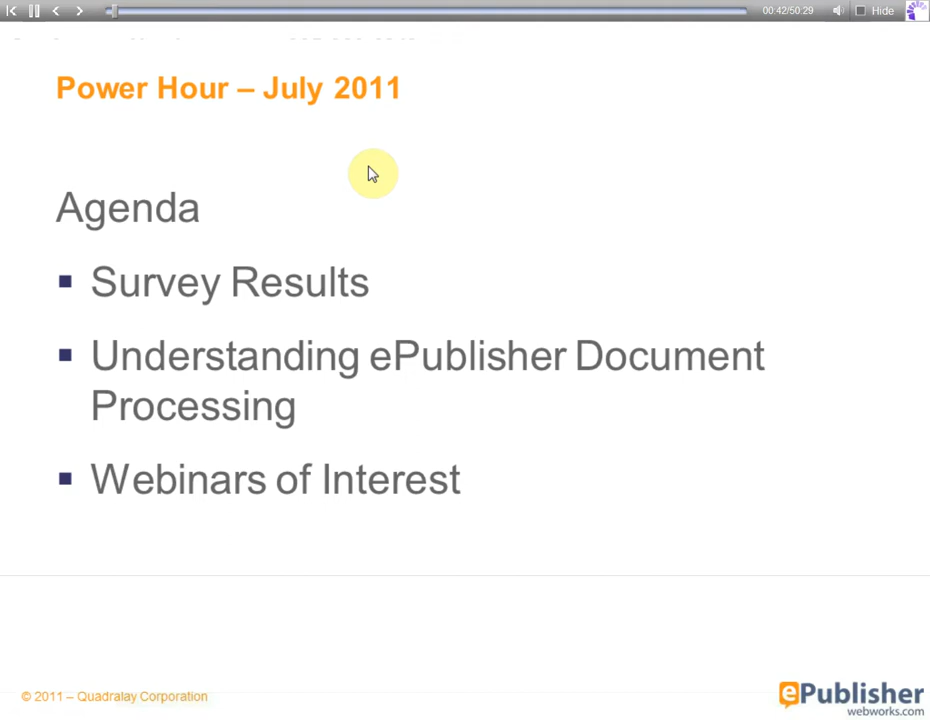 00:42/50:29
Hide
Power Hour – July 2011
Agenda
Survey Results
Understanding ePublisher Document
Processing
Webinars of Interest
© 2011 – Quadralay Corporation
ePublisher
webworks.com